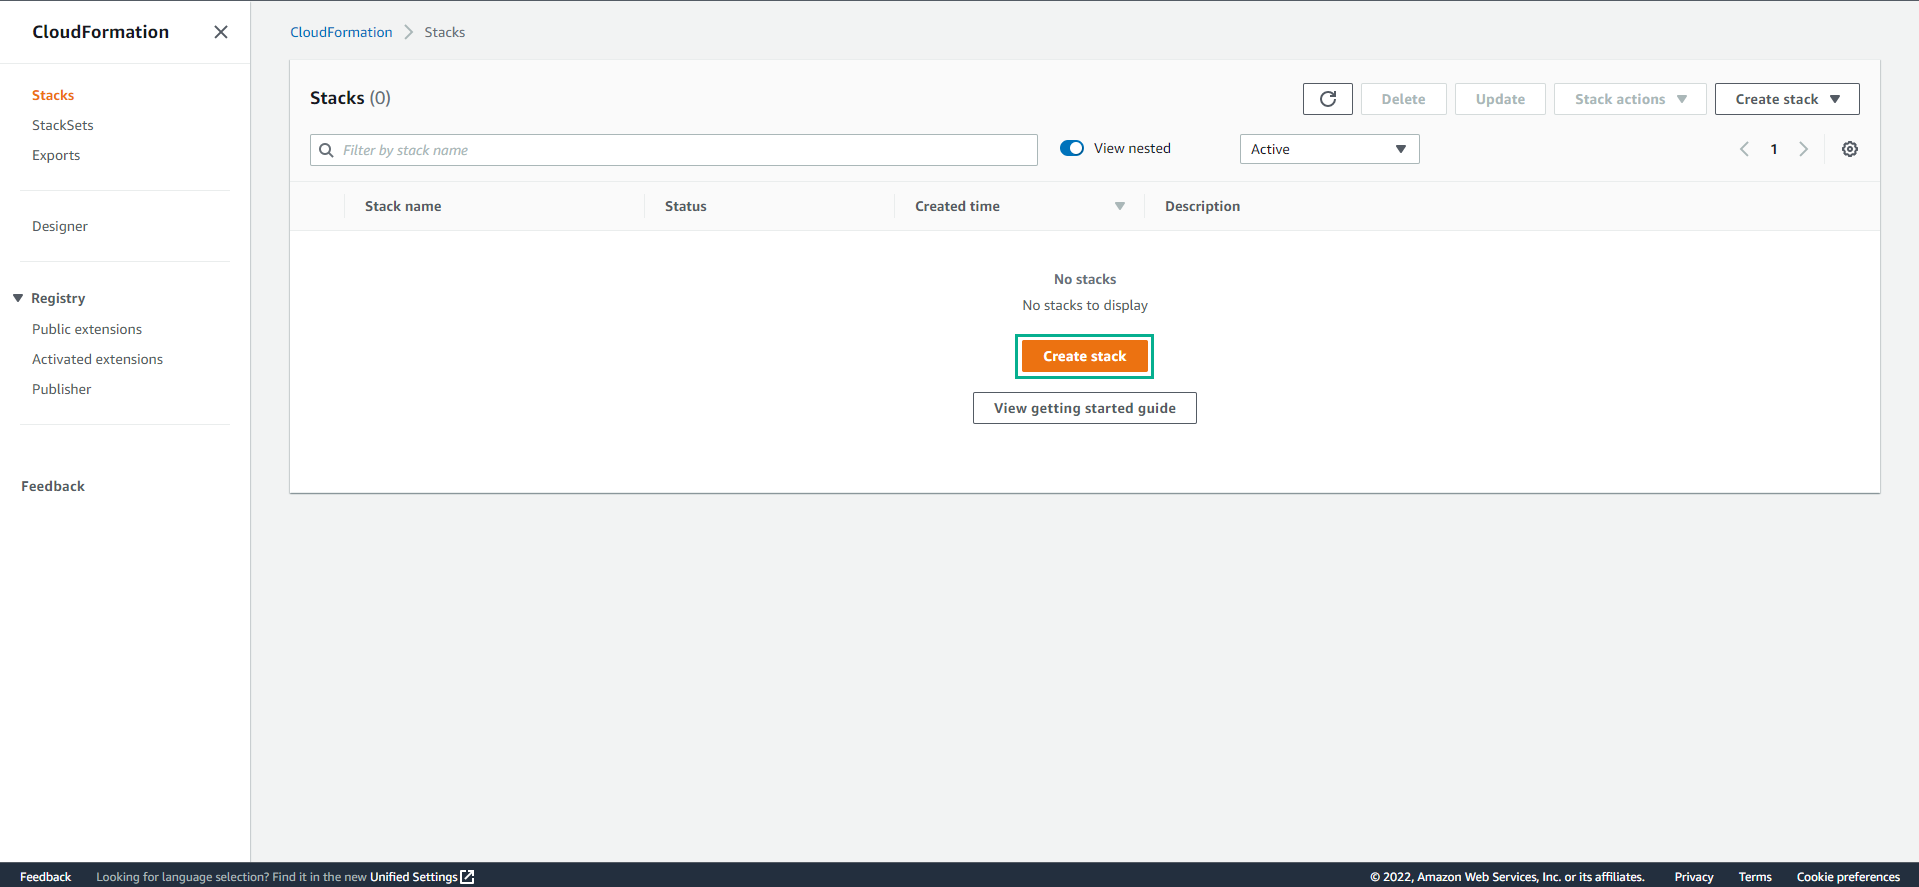 CloudFormation
Stacks
StackSets
Exports
Designer
Registry
Public extensions
Activated extensions
Publisher
Feedback
CloudFormation Stacks
Stacks (0)
Delete Update Stack actions Create stack
Filter by stack name View nested Active 1
Stack name Status Created time Description
No stacks
No stacks to display
Create stack
View getting started guide
Feedback Looking for language selection? Find it in the new Unified Settings © 2022, Amazon Web Services, Inc. or its affiliates. Privacy Terms Cookie preferences